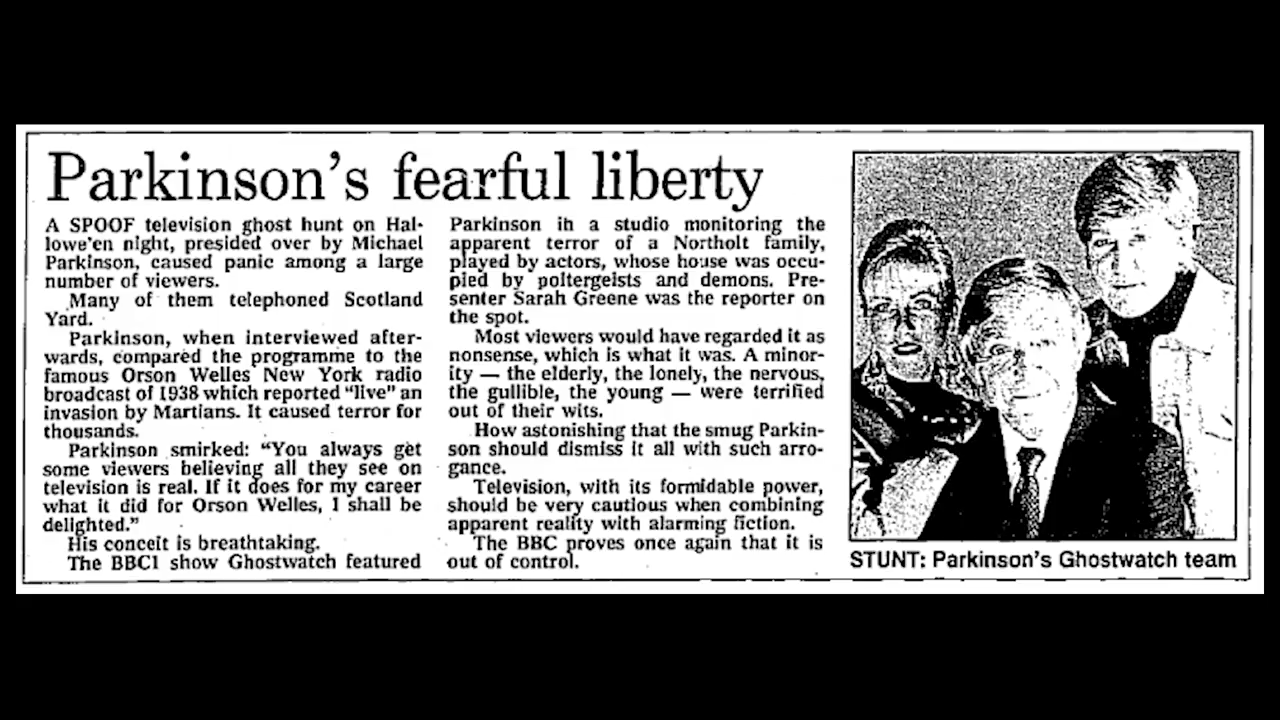 Parkinson's fearful liberty
A SPOOF television ghost hunt on Hal-
lowe'en night, presided over by Michael
Parkinson, caused panic among a large
number of viewers.
Many of them telephoned Scotland
Yard.
Parkinson, when interviewed after-
wards, compared the programme to the
famous Orson Welles New York radio
broadcast of 1938 which reported "live" an
invasion by Martians. It caused terror for
thousands.
Parkinson smirked: "You always get
some viewers believing all they see on
television is real. If it does for my career
what it did for Orson Welles, I shall be
delighted."
His conceit is breathtaking.
The BBC1 show Ghostwatch featured
Parkinson in a studio monitoring the
apparent terror of a Northolt family,
played by actors, whose house was occu-
pied by poltergeists and demons. Pre-
senter Sarah Greene was the reporter on
the spot.
Most viewers would have regarded it as
nonsense, which is what it was. A minor-
ity — the elderly, the lonely, the nervous,
the gullible, the young — were terrified
out of their wits.
How astonishing that the smug Parkin-
son should dismiss it all with such arro-
gance.
Television, with its formidable power,
should be very cautious when combining
apparent reality with alarming fiction.
The BBC proves once again that it is
out of control.
STUNT: Parkinson's Ghostwatch team